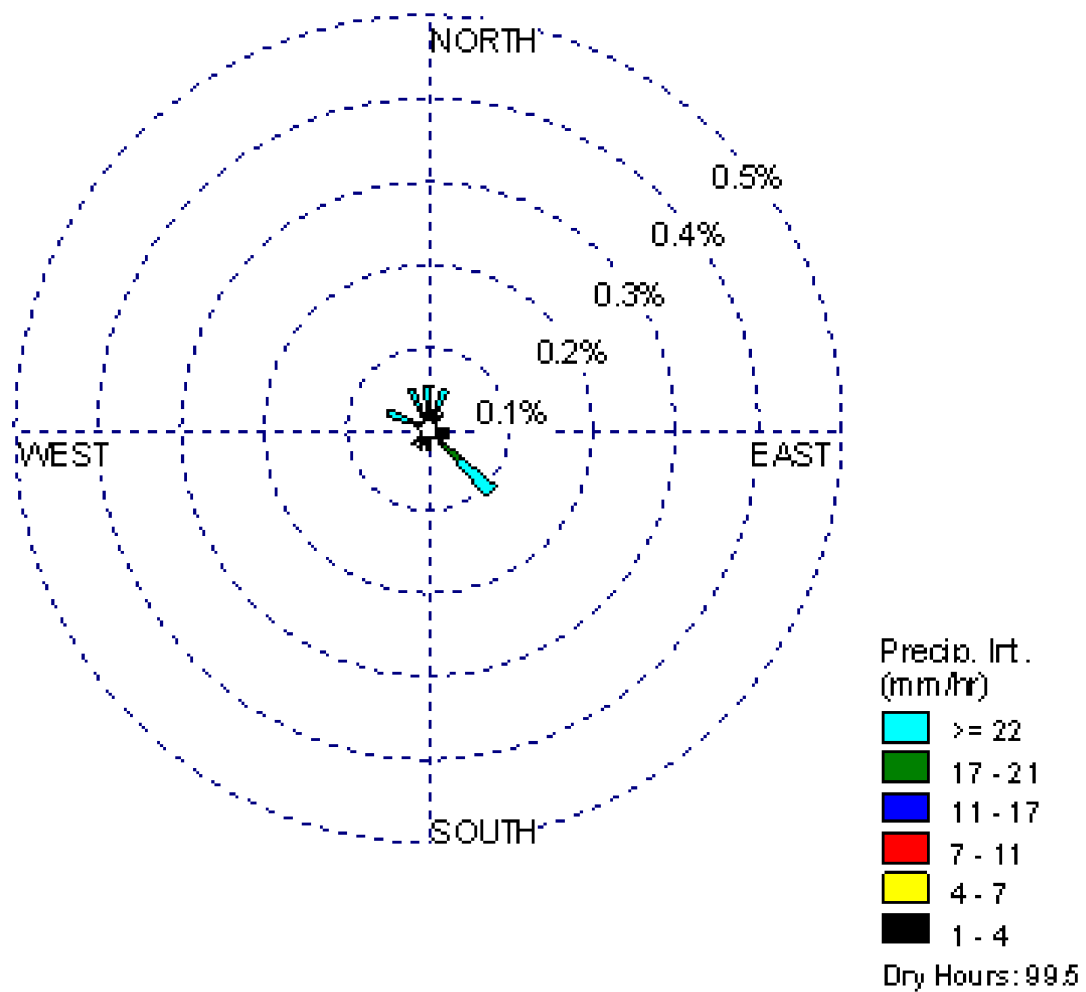 NORTH
0.5%
0.4%
0.3%
0.2%
0.1%
WEST
EAST
SOUTH
Precip. Int.
(mm/hr)
>= 22
17 - 21
11 - 17
7 - 11
4 - 7
1 - 4
Dry Hours: 99.5